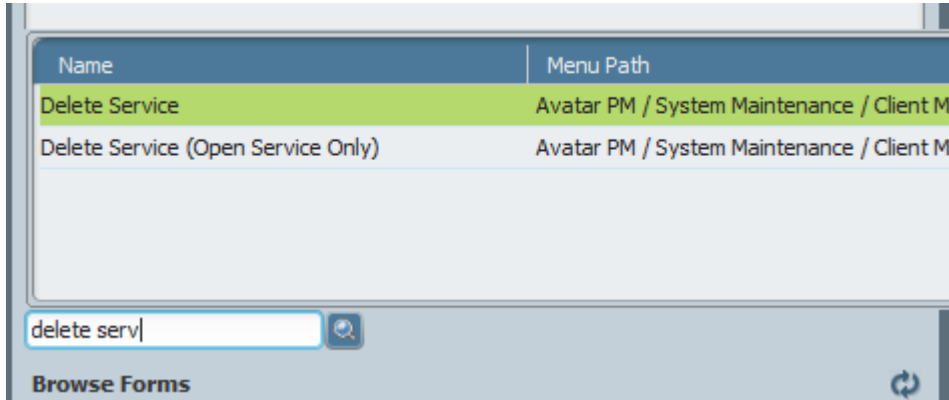 Name Menu Path
Delete Service Avatar PM / System Maintenance / Client M
Delete Service (Open Service Only) Avatar PM / System Maintenance / Client M
delete serv
Browse Forms